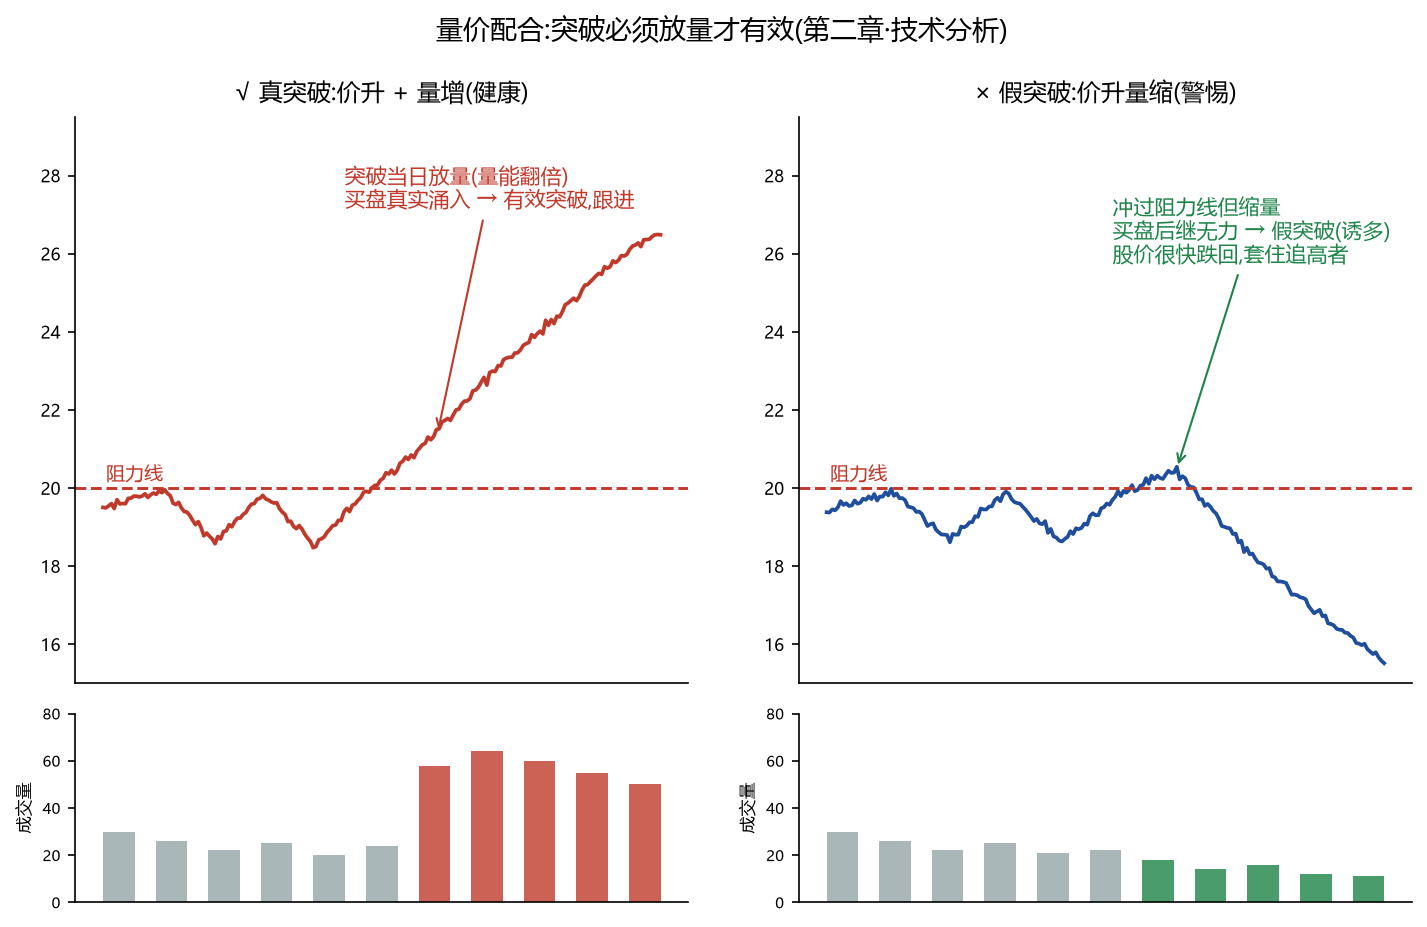 量价配合:突破必须放量才有效(第二章·技术分析)
√ 真突破:价升 + 量增(健康)
28
26
24
22
20
18
16
突破当日放量(量能翻倍)
买盘真实涌入 → 有效突破,跟进
阻力线
80
60
40
20
0
成交量
× 假突破:价升量缩(警惕)
28
26
24
22
20
18
16
冲过阻力线但缩量
买盘后继无力 → 假突破(诱多)
股价很快跌回,套住追高者
阻力线
80
60
40
20
0
成交量